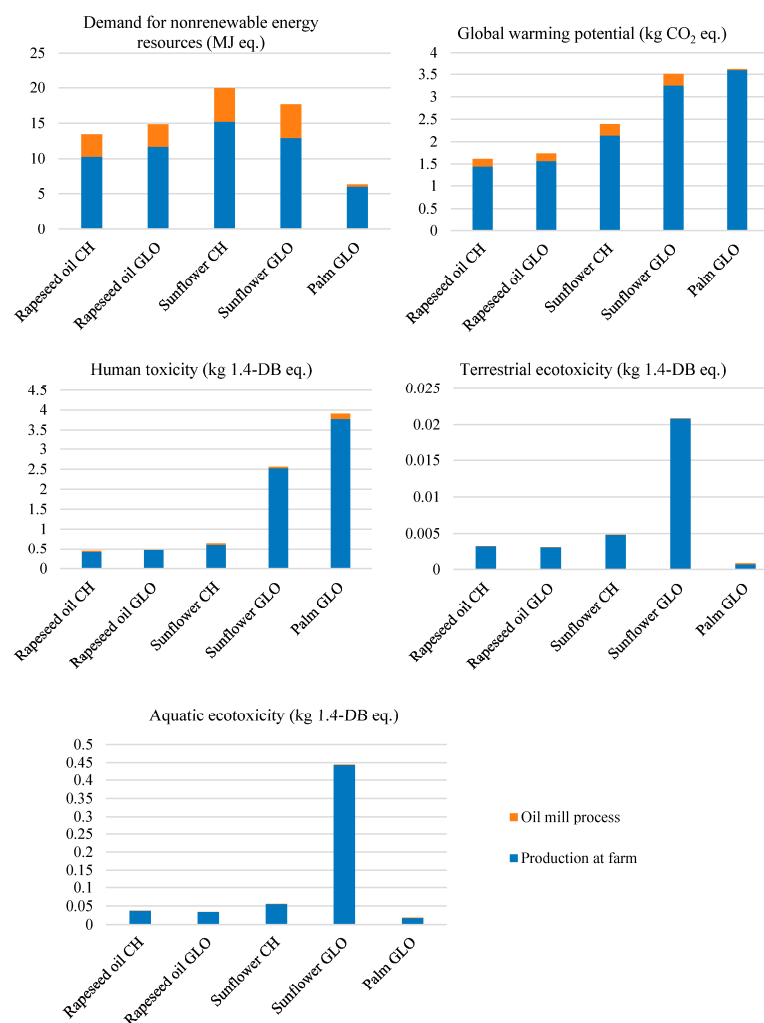 Demand for nonrenewable energy
resources (MJ eq.)
25
20
15
10
5
0
Rapeseed oil CH
Rapeseed oil GLO
Sunflower CH
Sunflower GLO
Palm GLO
Global warming potential (kg CO₂ eq.)
4
3.5
3
2.5
2
1.5
1
0.5
0
Rapeseed oil CH
Rapeseed oil GLO
Sunflower CH
Sunflower GLO
Palm GLO
Human toxicity (kg 1.4-DB eq.)
4.5
4
3.5
3
2.5
2
1.5
1
0.5
0
Rapeseed oil CH
Rapeseed oil GLO
Sunflower CH
Sunflower GLO
Palm GLO
Terrestrial ecotoxicity (kg 1.4-DB eq.)
0.025
0.02
0.015
0.01
0.005
0
Rapeseed oil CH
Rapeseed oil GLO
Sunflower CH
Sunflower GLO
Palm GLO
Aquatic ecotoxicity (kg 1.4-DB eq.)
0.5
0.45
0.4
0.35
0.3
0.25
0.2
0.15
0.1
0.05
0
Rapeseed oil CH
Rapeseed oil GLO
Sunflower CH
Sunflower GLO
Palm GLO
Oil mill process
Production at farm